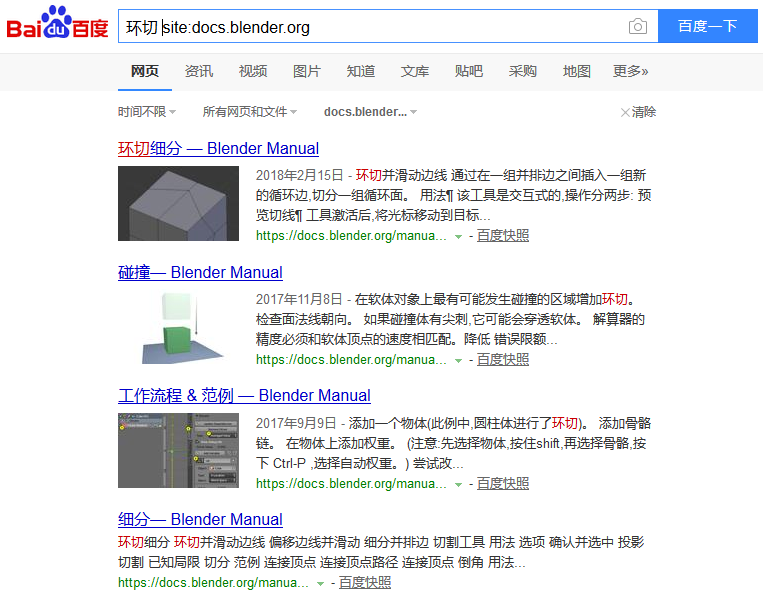 Bai du 百度
环切 site:docs.blender.org
百度一下
网页 资讯 视频 图片 知道 文库 贴吧 采购 地图 更多»
时间不限 所有网页和文件 docs.blender... ×清除
环切细分 — Blender Manual
2018年2月15日 - 环切并滑动边线 通过在一组并排边之间插入一组新
的循环边,切分一组循环面。 用法¶ 该工具是交互式的,操作分两步: 预
览切线¶ 工具激活后,将光标移动到目标...
https://docs.blender.org/manua... - 百度快照
碰撞— Blender Manual
2017年11月8日 - 在软体对象上最有可能发生碰撞的区域增加环切。
检查面法线朝向。 如果碰撞体有尖刺,它可能会穿透软体。 解算器的
精度必须和软体顶点的速度相匹配。降低 错误限额...
https://docs.blender.org/manua... - 百度快照
工作流程 & 范例 — Blender Manual
2017年9月9日 - 添加一个物体(此例中,圆柱体进行了环切)。 添加骨骼
链。 在物体上添加权重。 (注意:先选择物体,按住shift,再选择骨骼,按
下 Ctrl-P ,选择自动权重。) 尝试改...
https://docs.blender.org/manua... - 百度快照
细分— Blender Manual
环切细分 环切并滑动边线 偏移边线并滑动 细分并排边 切割工具 用法 选项 确认并选中 投影
切割 已知局限 切分 范例 连接顶点 连接顶点路径 连接顶点 倒角 用法...
https://docs.blender.org/manua... - 百度快照